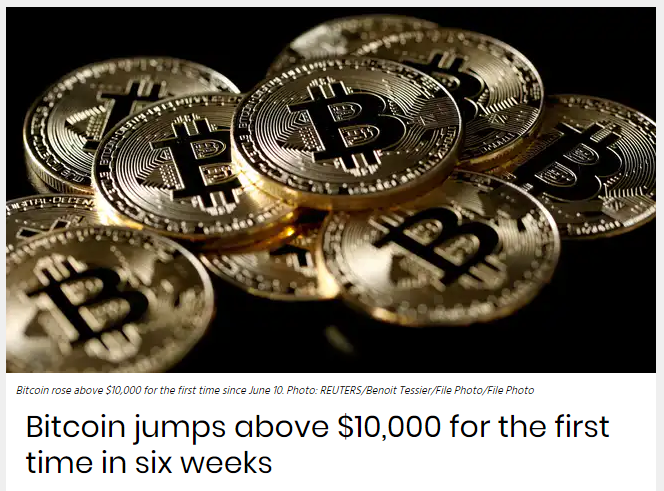 Bitcoin rose above $10,000 for the first time since June 10. Photo: REUTERS/Benoit Tessier/File Photo/File Photo
Bitcoin jumps above $10,000 for the first
time in six weeks